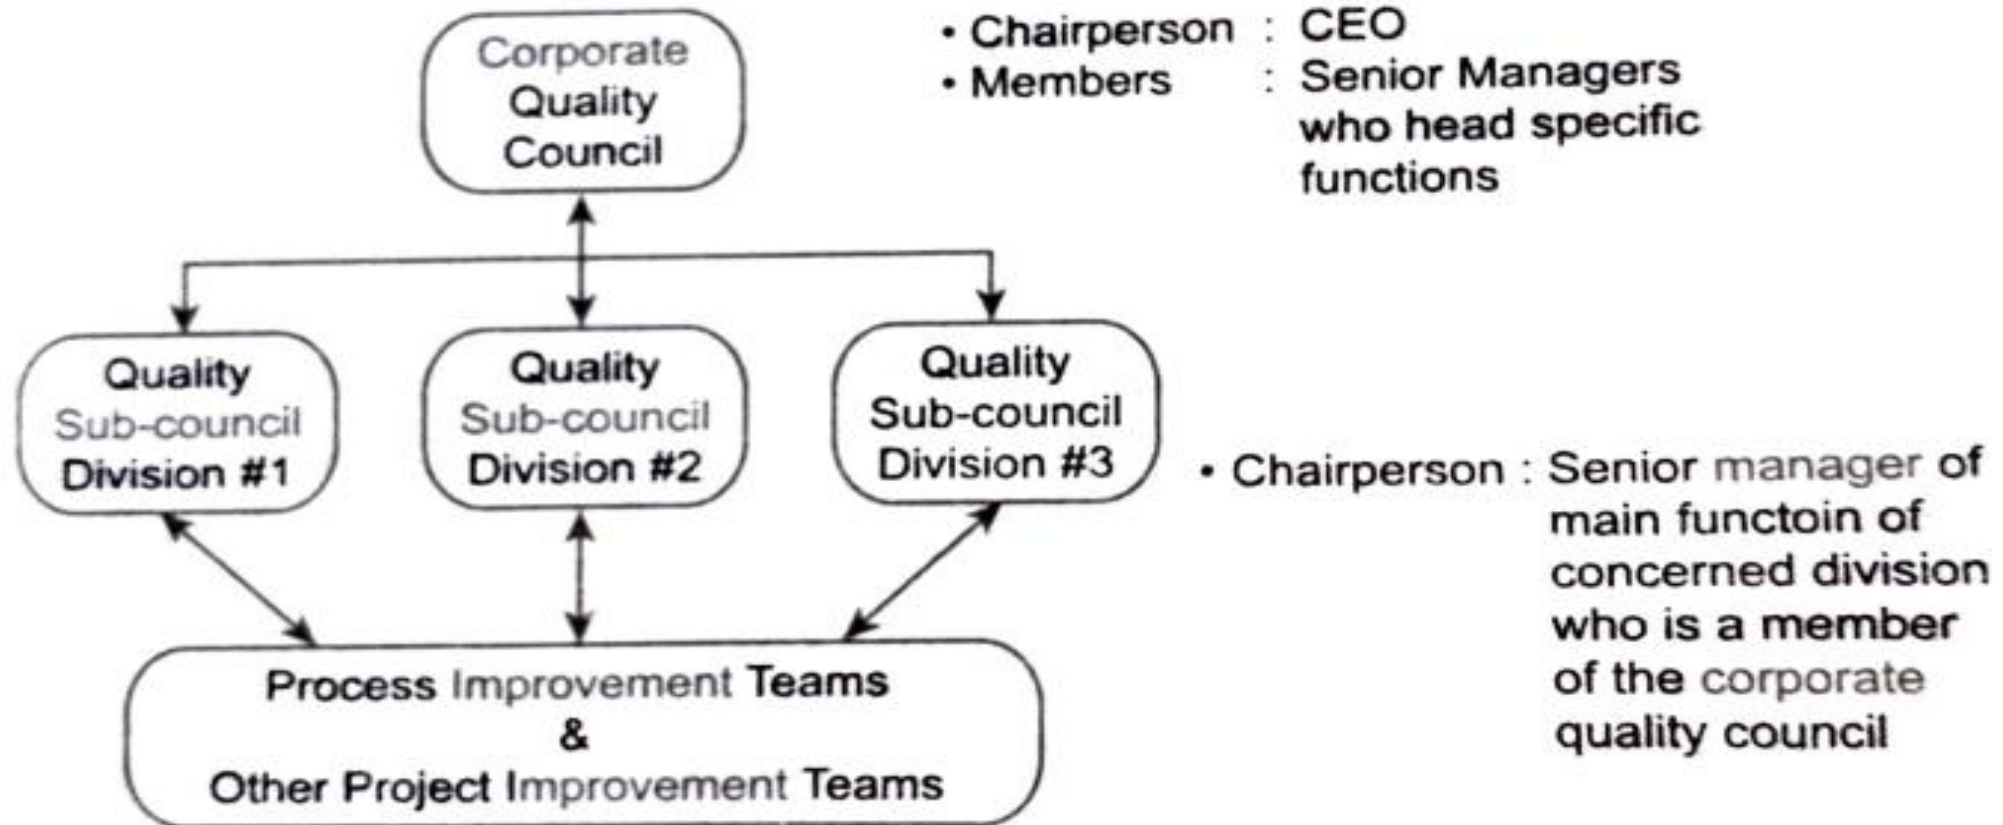 Corporate
Quality
Council
• Chairperson : CEO
• Members : Senior Managers
who head specific
functions
Quality
Sub-council
Division #1
Quality
Sub-council
Division #2
Quality
Sub-council
Division #3
• Chairperson : Senior manager of
main functoin of
concerned division
who is a member
of the corporate
quality council
Process Improvement Teams
&
Other Project Improvement Teams